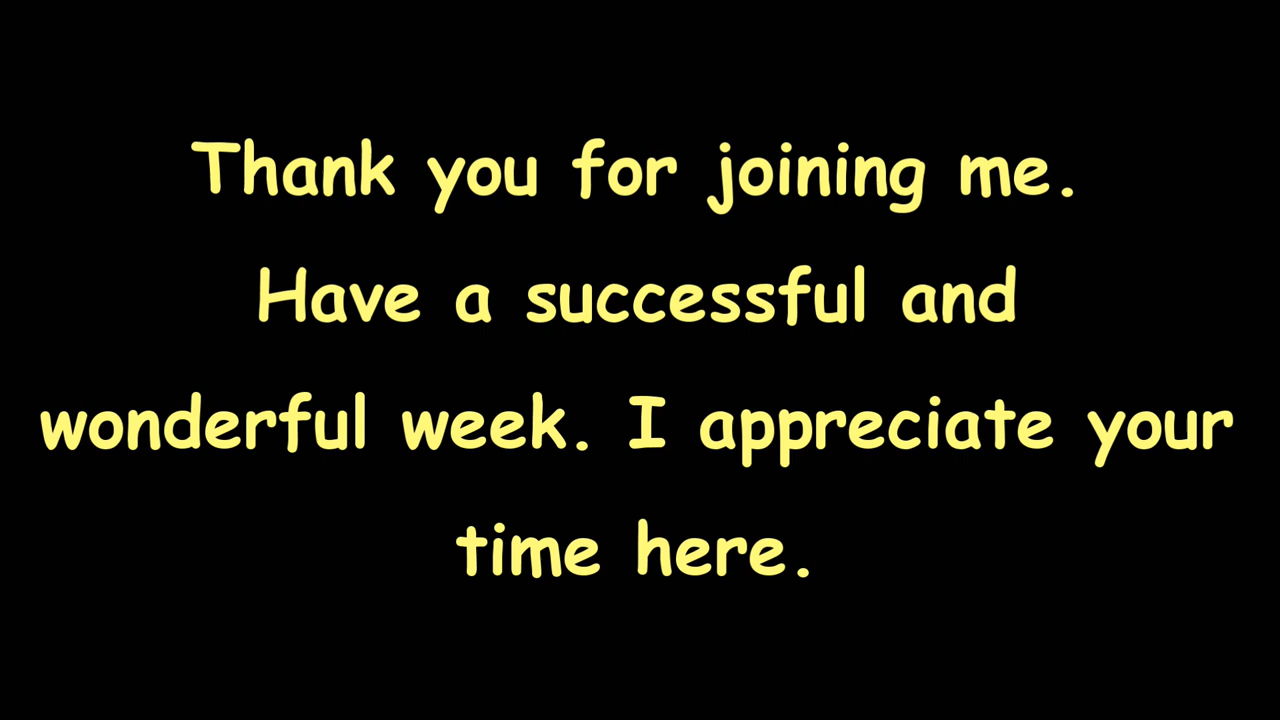 Thank you for joining me.
Have a successful and
wonderful week. I appreciate your
time here.